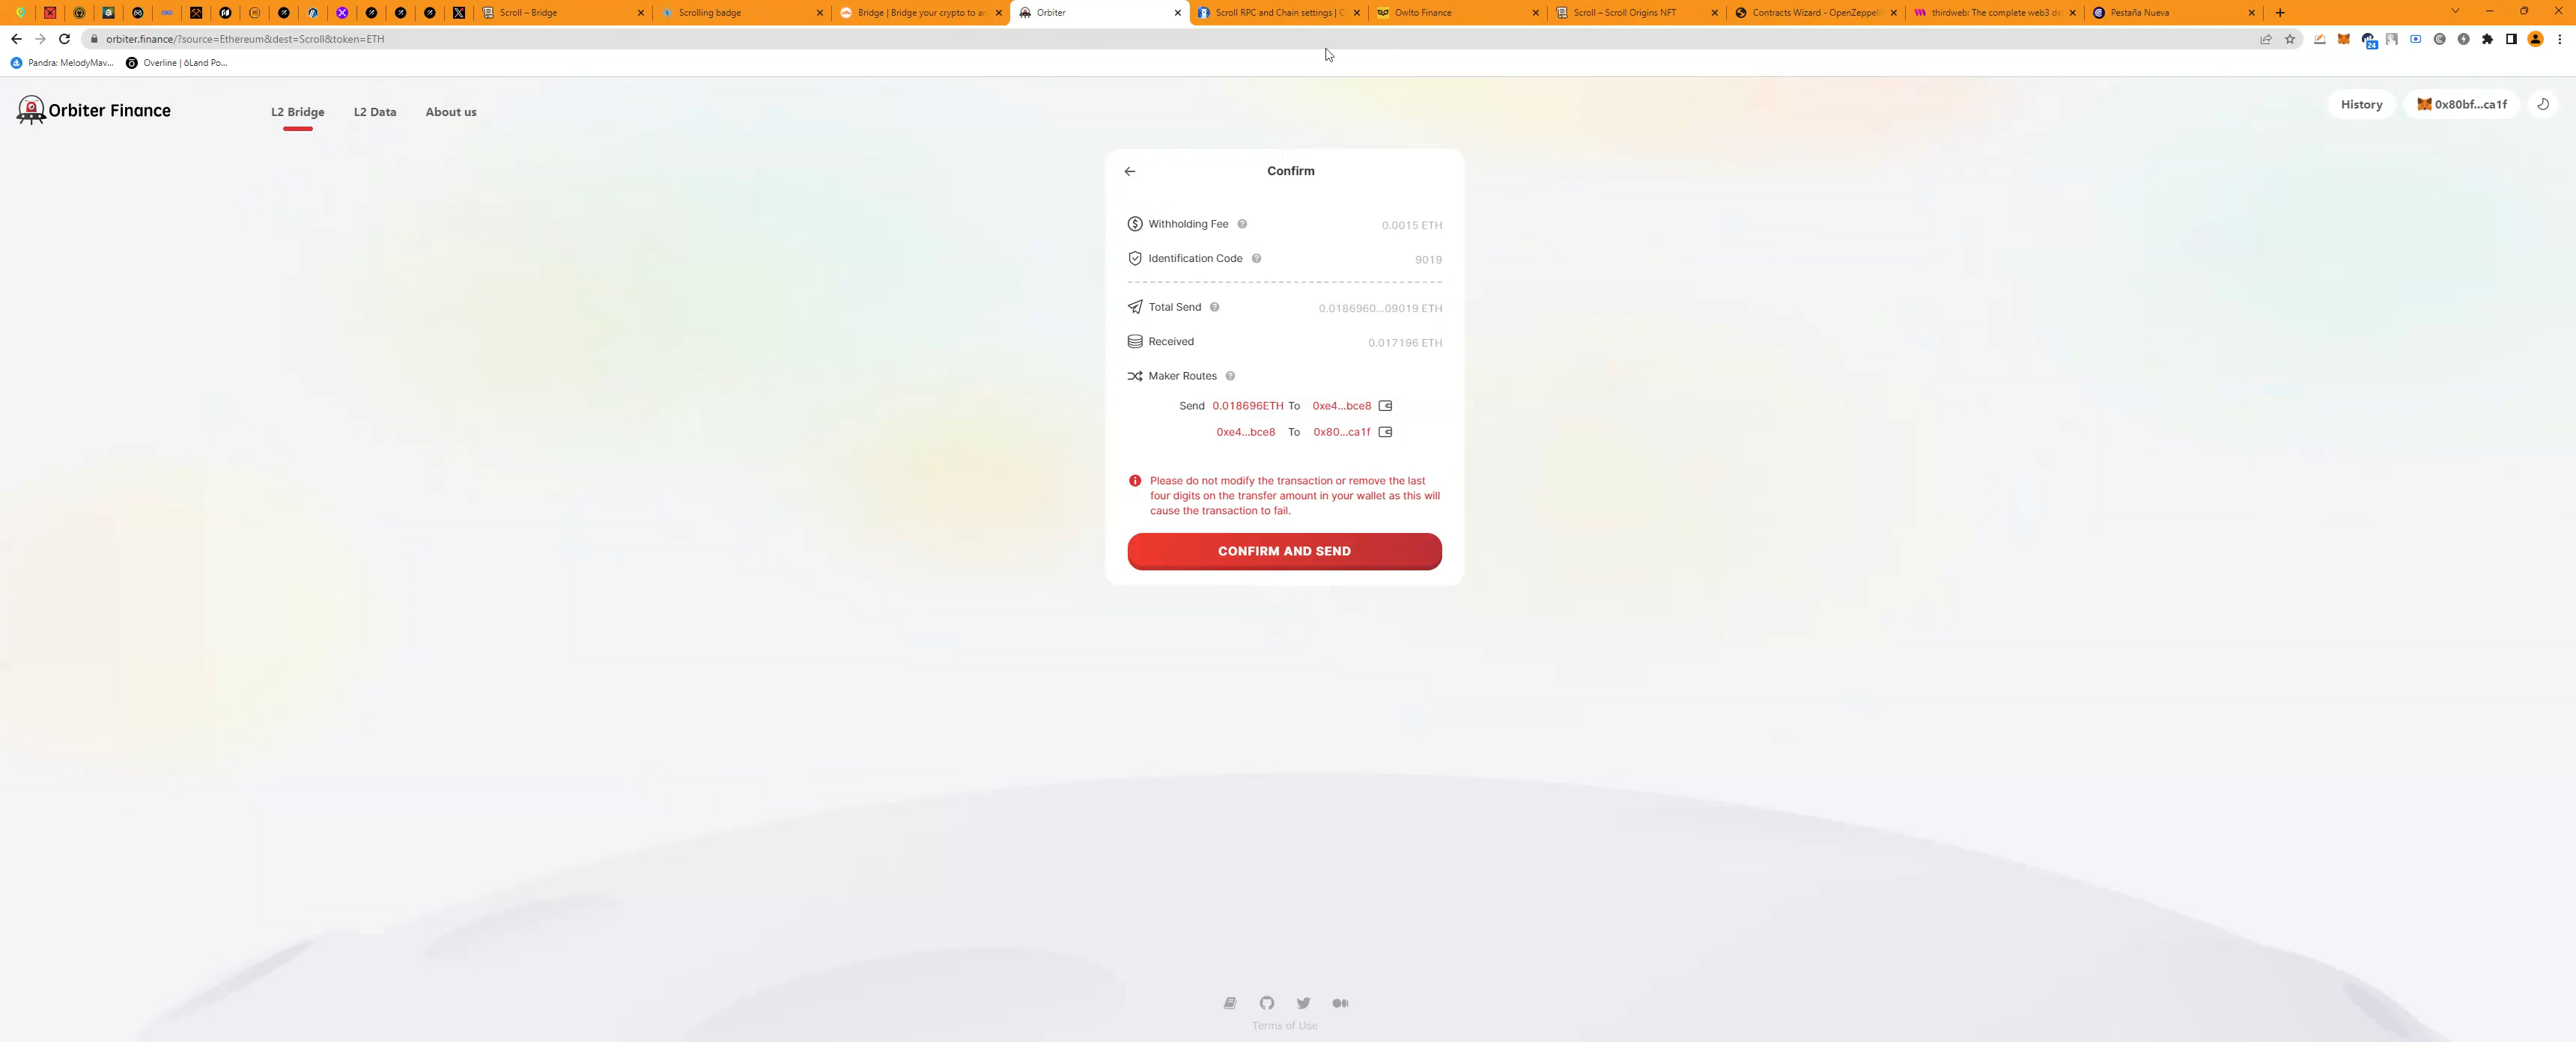 Scroll – Bridge
Scrolling badge
Bridge | Bridge your crypto to an
Orbiter
Scroll RPC and Chain settings | C
Owlto Finance
Scroll – Scroll Origins NFT
Contracts Wizard - OpenZeppeli
thirdweb: The complete web3 de
Pestaña Nueva
orbiter.finance/?source=Ethereum&dest=Scroll&token=ETH
24
Pandra: MelodyMav...
Overline | ōLand Po...
Orbiter Finance
L2 Bridge
L2 Data
About us
History
0x80bf...ca1f
Confirm
Withholding Fee
0.0015 ETH
Identification Code
9019
Total Send
0.0186960...09019 ETH
Received
0.017196 ETH
Maker Routes
Send 0.018696ETH To 0xe4...bce8
0xe4...bce8 To 0x80...ca1f
Please do not modify the transaction or remove the last
four digits on the transfer amount in your wallet as this will
cause the transaction to fail.
CONFIRM AND SEND
Terms of Use